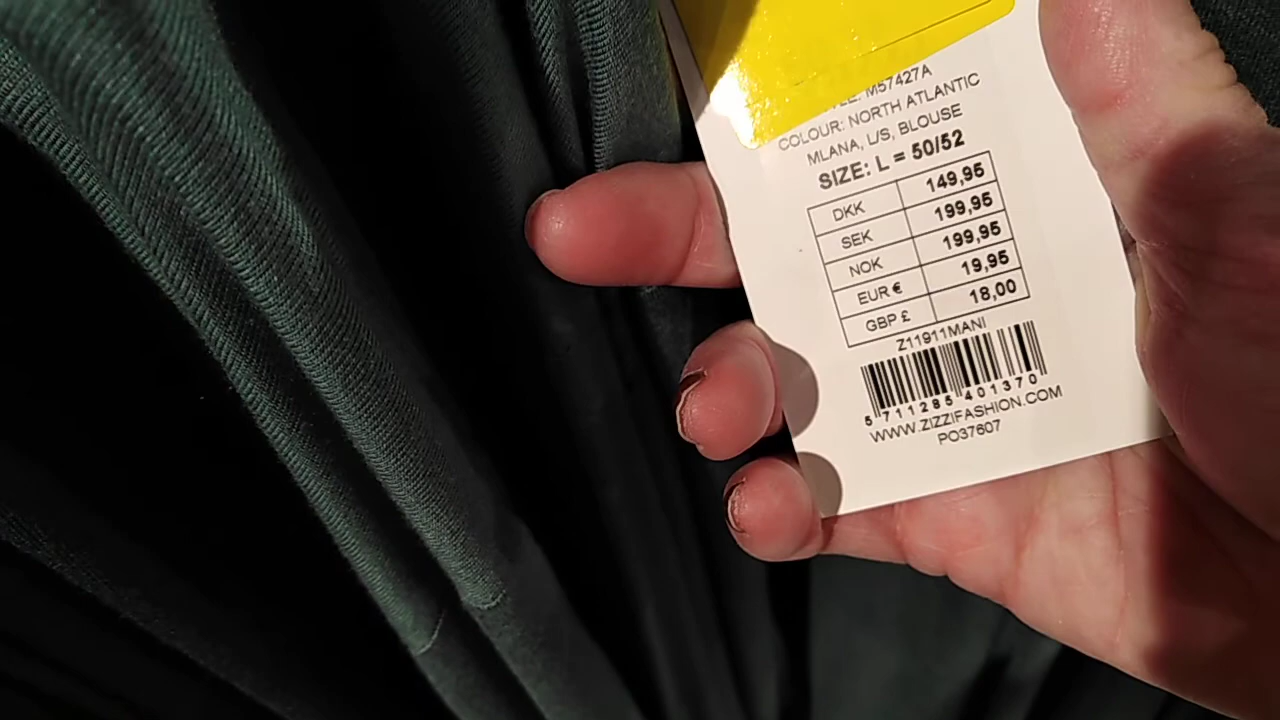 M57427A
COLOUR: NORTH ATLANTIC
MLANA, L/S, BLOUSE
SIZE: L = 50/52
DKK 149,95
SEK 199,95
NOK 199,95
EUR € 19,95
GBP £ 18,00
Z11911MANI
5 711285 401370
WWW.ZIZZIFASHION.COM
PO37607